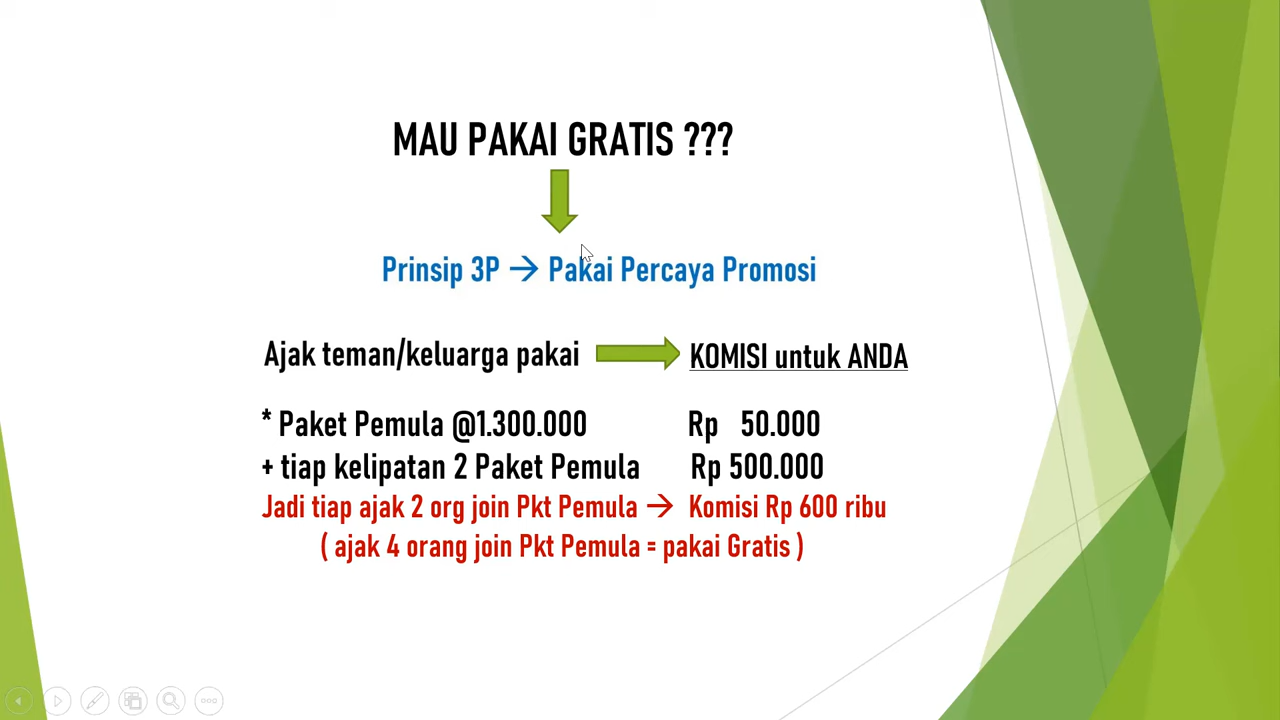 MAU PAKAI GRATIS ???
Prinsip 3P → Pakai Percaya Promosi
Ajak teman/keluarga pakai KOMISI untuk ANDA
* Paket Pemula @1.300.000 Rp 50.000
+ tiap kelipatan 2 Paket Pemula Rp 500.000
Jadi tiap ajak 2 org join Pkt Pemula → Komisi Rp 600 ribu
( ajak 4 orang join Pkt Pemula = pakai Gratis )